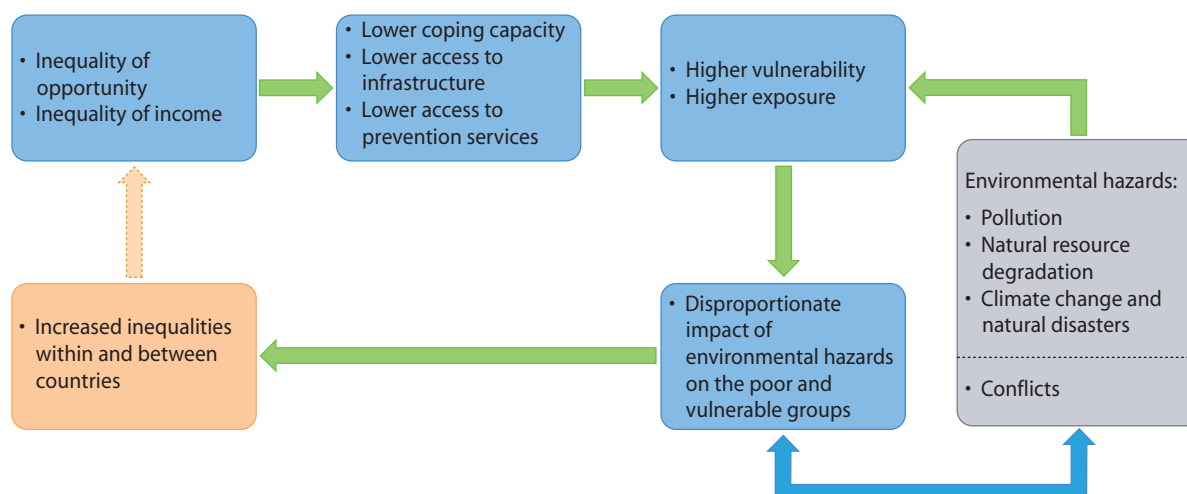 • Inequality of
opportunity
• Inequality of income
• Lower coping capacity
• Lower access to
infrastructure
• Lower access to
prevention services
• Higher vulnerability
• Higher exposure
Environmental hazards:
• Pollution
• Natural resource
degradation
• Climate change and
natural disasters
• Conflicts
• Increased inequalities
within and between
countries
• Disproportionate
impact of
environmental hazards
on the poor and
vulnerable groups